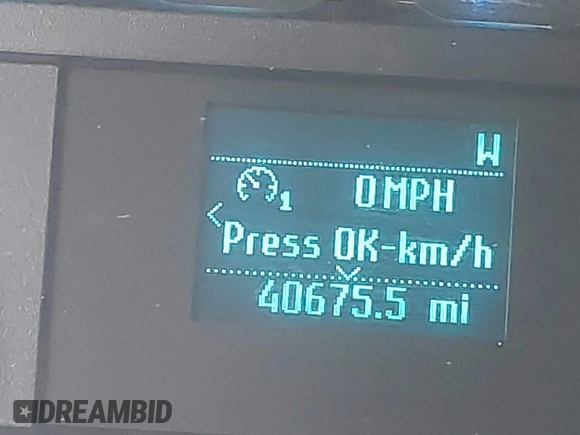 W
1 0 MPH
Press OK-km/h
40675.5 mi
DREAMBID